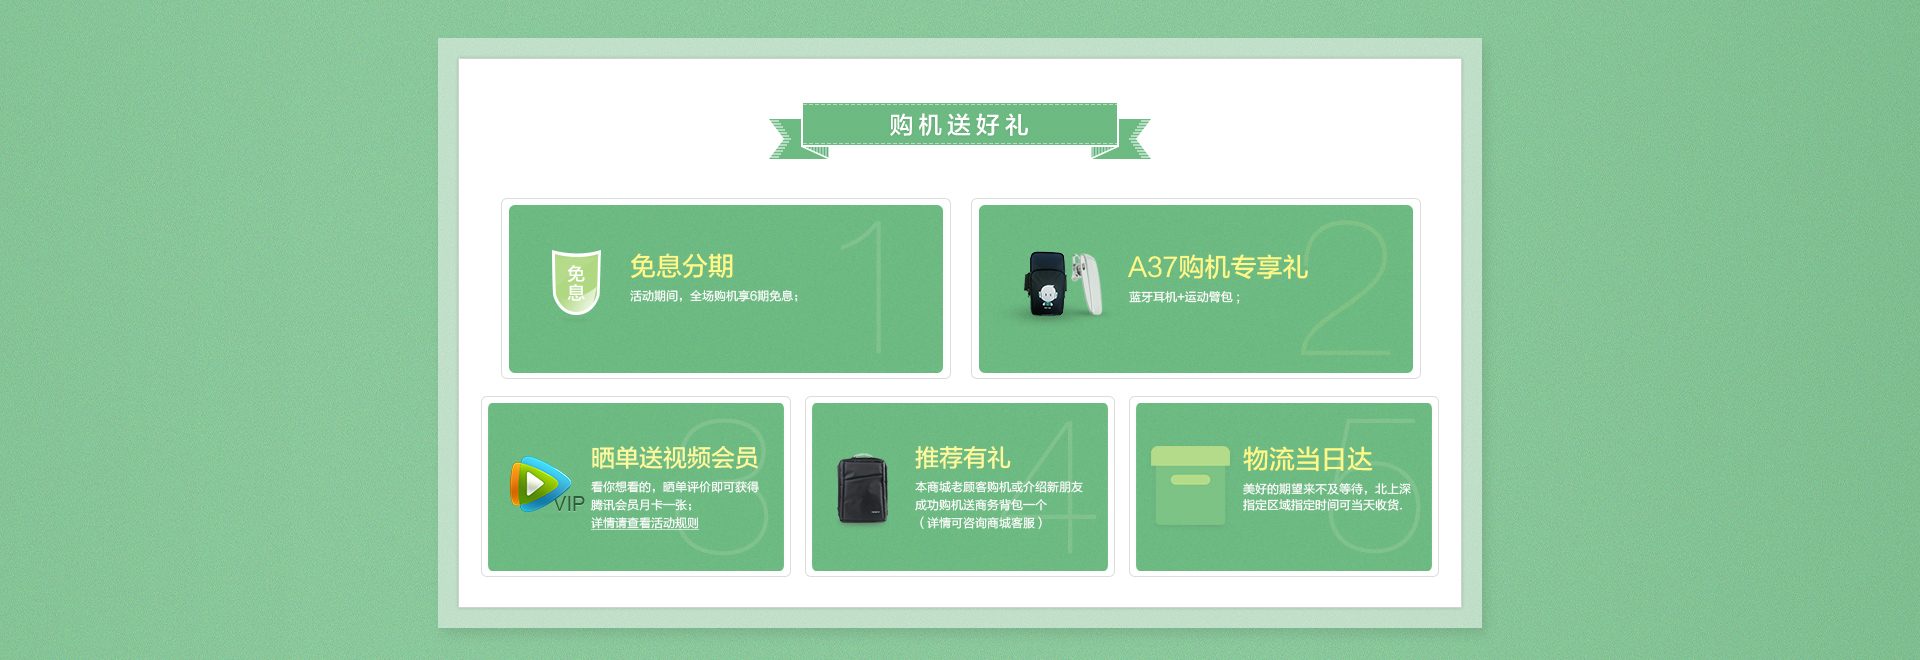 购机送好礼
1
免息
免息分期
活动期间，全场购机享6期免息；
2
A37购机专享礼
蓝牙耳机+运动臂包；
3
VIP
晒单送视频会员
看你想看的，晒单评价即可获得
腾讯会员月卡一张；
详情请查看活动规则
4
推荐有礼
本商城老顾客购机或介绍新朋友
成功购机送商务背包一个
（详情可咨询商城客服）
5
物流当日达
美好的期望来不及等待，北上深
指定区域指定时间可当天收货.